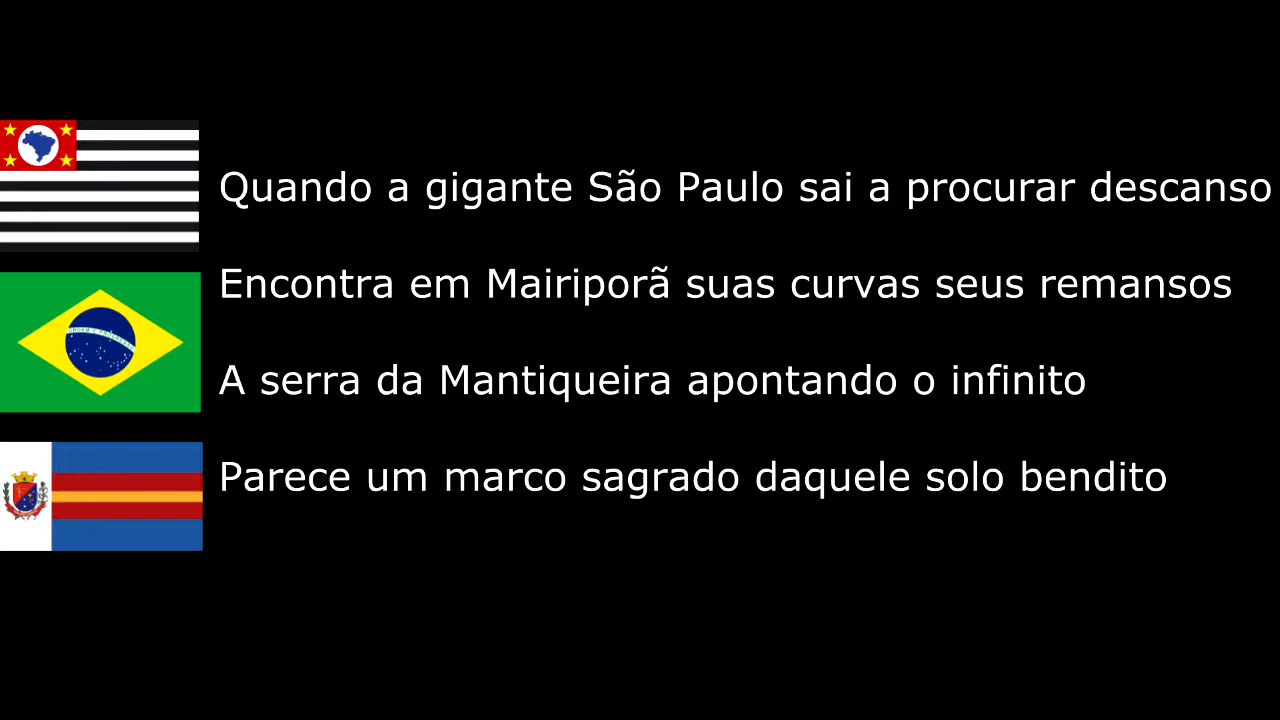 Quando a gigante São Paulo sai a procurar descanso
Encontra em Mairiporã suas curvas seus remansos
A serra da Mantiqueira apontando o infinito
Parece um marco sagrado daquele solo bendito